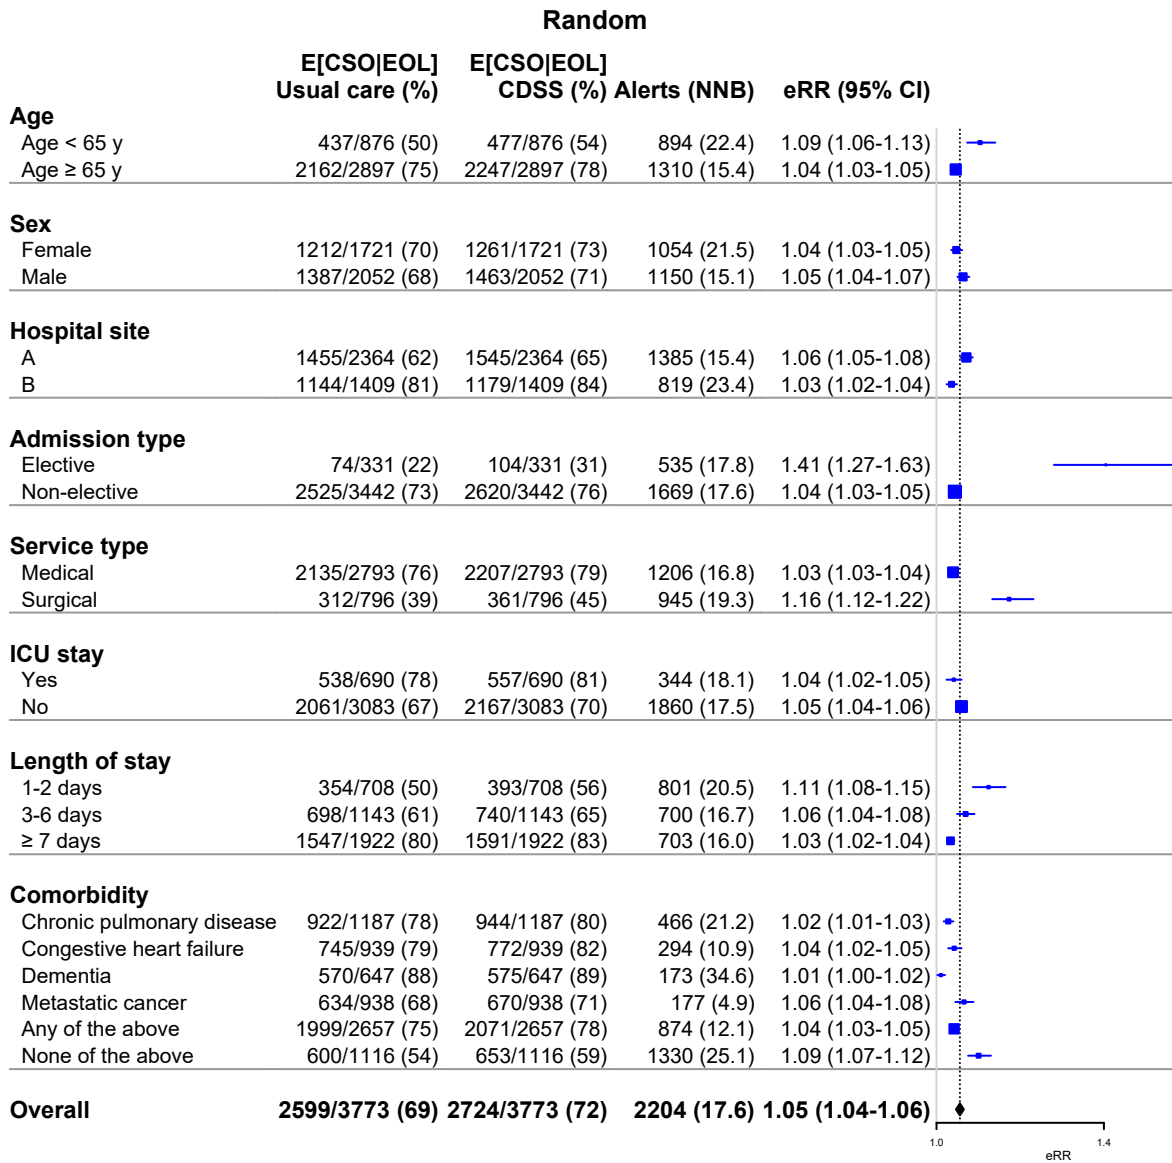 Random
E[CSO|EOL] E[CSO|EOL]
Usual care (%) CDSS (%) Alerts (NNB) eRR (95% CI)
Age
Age < 65 y 437/876 (50) 477/876 (54) 894 (22.4) 1.09 (1.06-1.13)
Age ≥ 65 y 2162/2897 (75) 2247/2897 (78) 1310 (15.4) 1.04 (1.03-1.05)
Sex
Female 1212/1721 (70) 1261/1721 (73) 1054 (21.5) 1.04 (1.03-1.05)
Male 1387/2052 (68) 1463/2052 (71) 1150 (15.1) 1.05 (1.04-1.07)
Hospital site
A 1455/2364 (62) 1545/2364 (65) 1385 (15.4) 1.06 (1.05-1.08)
B 1144/1409 (81) 1179/1409 (84) 819 (23.4) 1.03 (1.02-1.04)
Admission type
Elective 74/331 (22) 104/331 (31) 535 (17.8) 1.41 (1.27-1.63)
Non-elective 2525/3442 (73) 2620/3442 (76) 1669 (17.6) 1.04 (1.03-1.05)
Service type
Medical 2135/2793 (76) 2207/2793 (79) 1206 (16.8) 1.03 (1.03-1.04)
Surgical 312/796 (39) 361/796 (45) 945 (19.3) 1.16 (1.12-1.22)
ICU stay
Yes 538/690 (78) 557/690 (81) 344 (18.1) 1.04 (1.02-1.05)
No 2061/3083 (67) 2167/3083 (70) 1860 (17.5) 1.05 (1.04-1.06)
Length of stay
1-2 days 354/708 (50) 393/708 (56) 801 (20.5) 1.11 (1.08-1.15)
3-6 days 698/1143 (61) 740/1143 (65) 700 (16.7) 1.06 (1.04-1.08)
≥ 7 days 1547/1922 (80) 1591/1922 (83) 703 (16.0) 1.03 (1.02-1.04)
Comorbidity
Chronic pulmonary disease 922/1187 (78) 944/1187 (80) 466 (21.2) 1.02 (1.01-1.03)
Congestive heart failure 745/939 (79) 772/939 (82) 294 (10.9) 1.04 (1.02-1.05)
Dementia 570/647 (88) 575/647 (89) 173 (34.6) 1.01 (1.00-1.02)
Metastatic cancer 634/938 (68) 670/938 (71) 177 (4.9) 1.06 (1.04-1.08)
Any of the above 1999/2657 (75) 2071/2657 (78) 874 (12.1) 1.04 (1.03-1.05)
None of the above 600/1116 (54) 653/1116 (59) 1330 (25.1) 1.09 (1.07-1.12)
Overall 2599/3773 (69) 2724/3773 (72) 2204 (17.6) 1.05 (1.04-1.06)
1.0 1.4
eRR